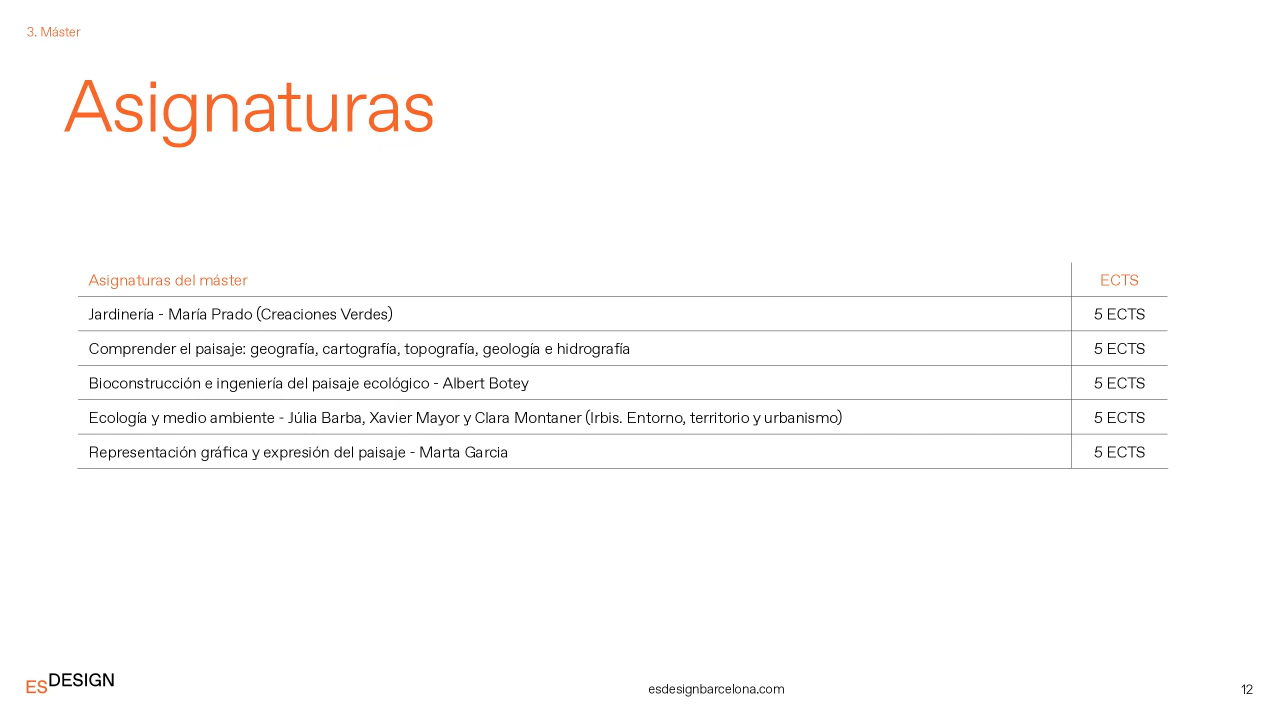 3. Máster
Asignaturas
Asignaturas del máster ECTS
Jardinería - María Prado (Creaciones Verdes) 5 ECTS
Comprender el paisaje: geografía, cartografía, topografía, geología e hidrografía 5 ECTS
Bioconstrucción e ingeniería del paisaje ecológico - Albert Botey 5 ECTS
Ecología y medio ambiente - Júlia Barba, Xavier Mayor y Clara Montaner (Irbis. Entorno, territorio y urbanismo) 5 ECTS
Representación gráfica y expresión del paisaje - Marta Garcia 5 ECTS
ESDESIGN
esdesignbarcelona.com
12